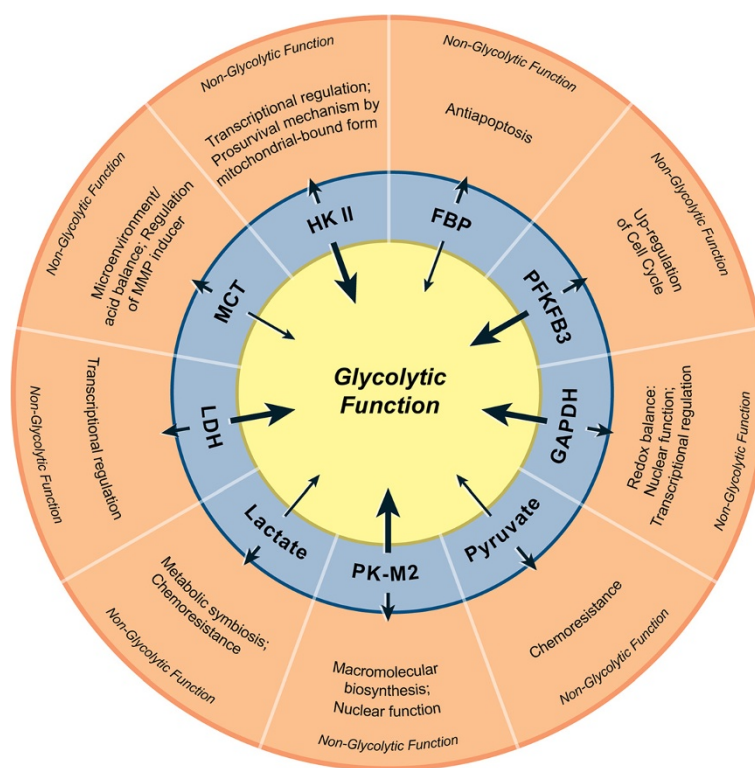 Non-Glycolytic Function
Transcriptional regulation;
Prosurvival mechanism by
mitochondrial-bound form
HK II
Non-Glycolytic Function
Antiapoptosis
FBP
Non-Glycolytic Function
Up-regulation
of Cell Cycle
PFKFB3
Non-Glycolytic Function
Redox balance:
Nuclear function;
Transcriptional regulation
GAPDH
Non-Glycolytic Function
Chemoresistance
Pyruvate
Non-Glycolytic Function
Macromolecular
biosynthesis;
Nuclear function
PK-M2
Non-Glycolytic Function
Metabolic symbiosis;
Chemoresistance
Lactate
Non-Glycolytic Function
Transcriptional regulation
LDH
Non-Glycolytic Function
Microenvironment/
acid balance; Regulation
of MMP inducer
MCT
Glycolytic
Function